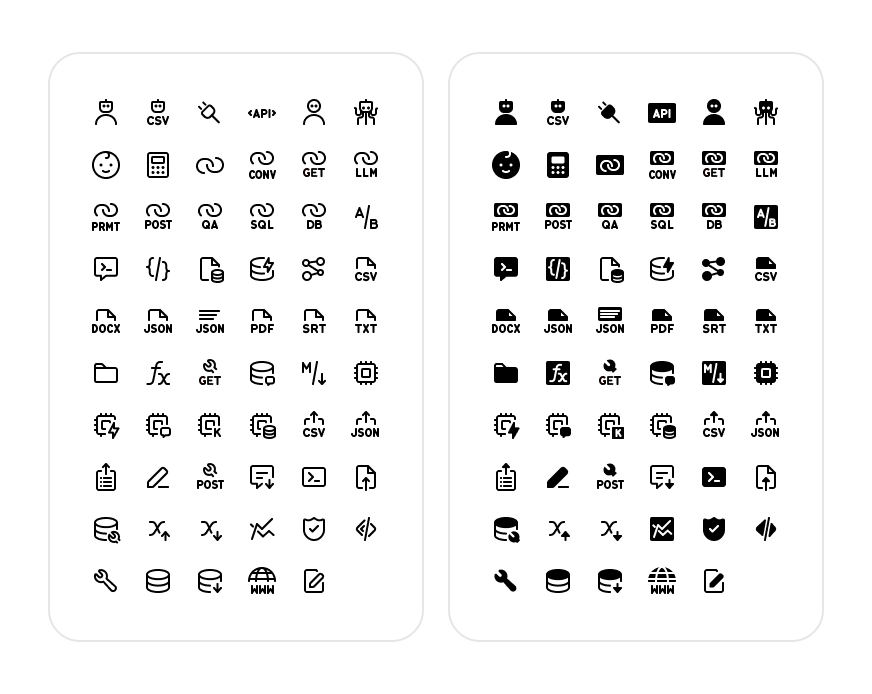 CSV <API>
CONV GET LLM
PRMT POST QA SQL DB A/B
{/} CSV
DOCX JSON JSON PDF SRT TXT
fx GET M/↓
K CSV JSON
POST
x x </>
WWW
CSV API
CONV GET LLM
PRMT POST QA SQL DB A/B
{/} CSV
DOCX JSON JSON PDF SRT TXT
fx GET M/↓
K CSV JSON
POST
x x </>
WWW